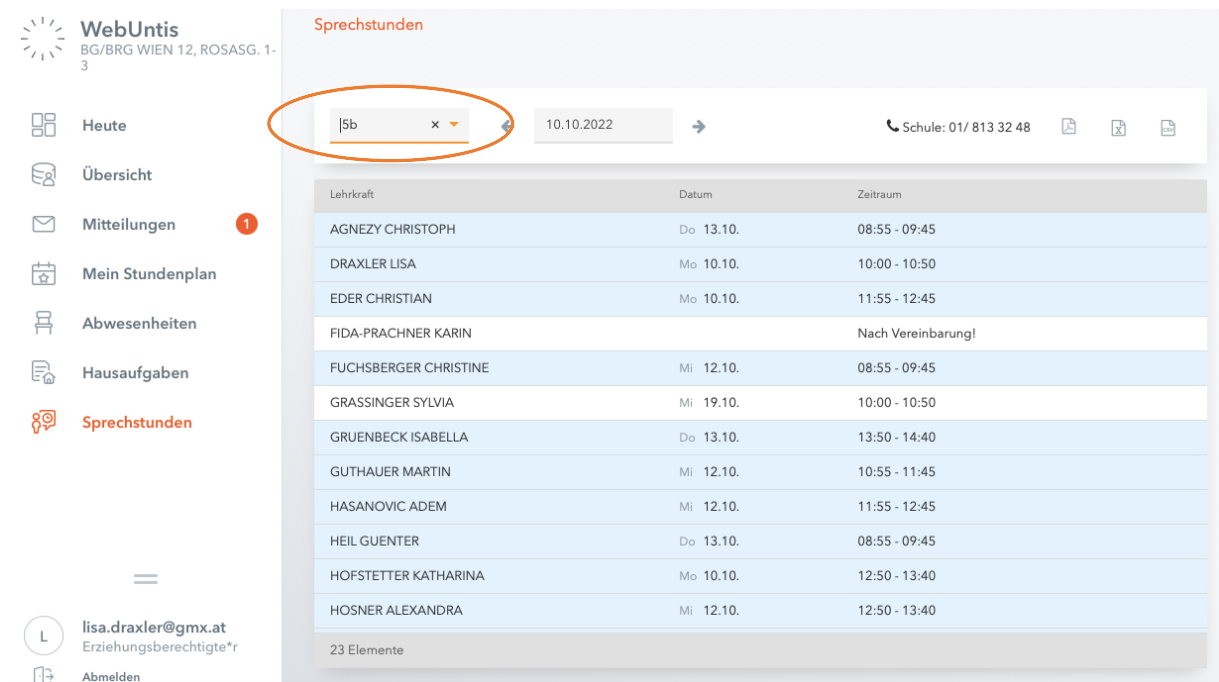 WebUntis
BG/BRG WIEN 12, ROSASG. 1-
3
Heute
Übersicht
Mitteilungen 1
Mein Stundenplan
Abwesenheiten
Hausaufgaben
Sprechstunden
L
lisa.draxler@gmx.at
Erziehungsberechtigte*r
Abmelden
Sprechstunden
5b × 10.10.2022 Schule: 01/ 813 32 48
Lehrkraft Datum Zeitraum
AGNEZY CHRISTOPH Do 13.10. 08:55 - 09:45
DRAXLER LISA Mo 10.10. 10:00 - 10:50
EDER CHRISTIAN Mo 10.10. 11:55 - 12:45
FIDA-PRACHNER KARIN Nach Vereinbarung!
FUCHSBERGER CHRISTINE Mi 12.10. 08:55 - 09:45
GRASSINGER SYLVIA Mi 19.10. 10:00 - 10:50
GRUENBECK ISABELLA Do 13.10. 13:50 - 14:40
GUTHAUER MARTIN Mi 12.10. 10:55 - 11:45
HASANOVIC ADEM Mi 12.10. 11:55 - 12:45
HEIL GUENTER Do 13.10. 08:55 - 09:45
HOFSTETTER KATHARINA Mo 10.10. 12:50 - 13:40
HOSNER ALEXANDRA Mi 12.10. 12:50 - 13:40
23 Elemente